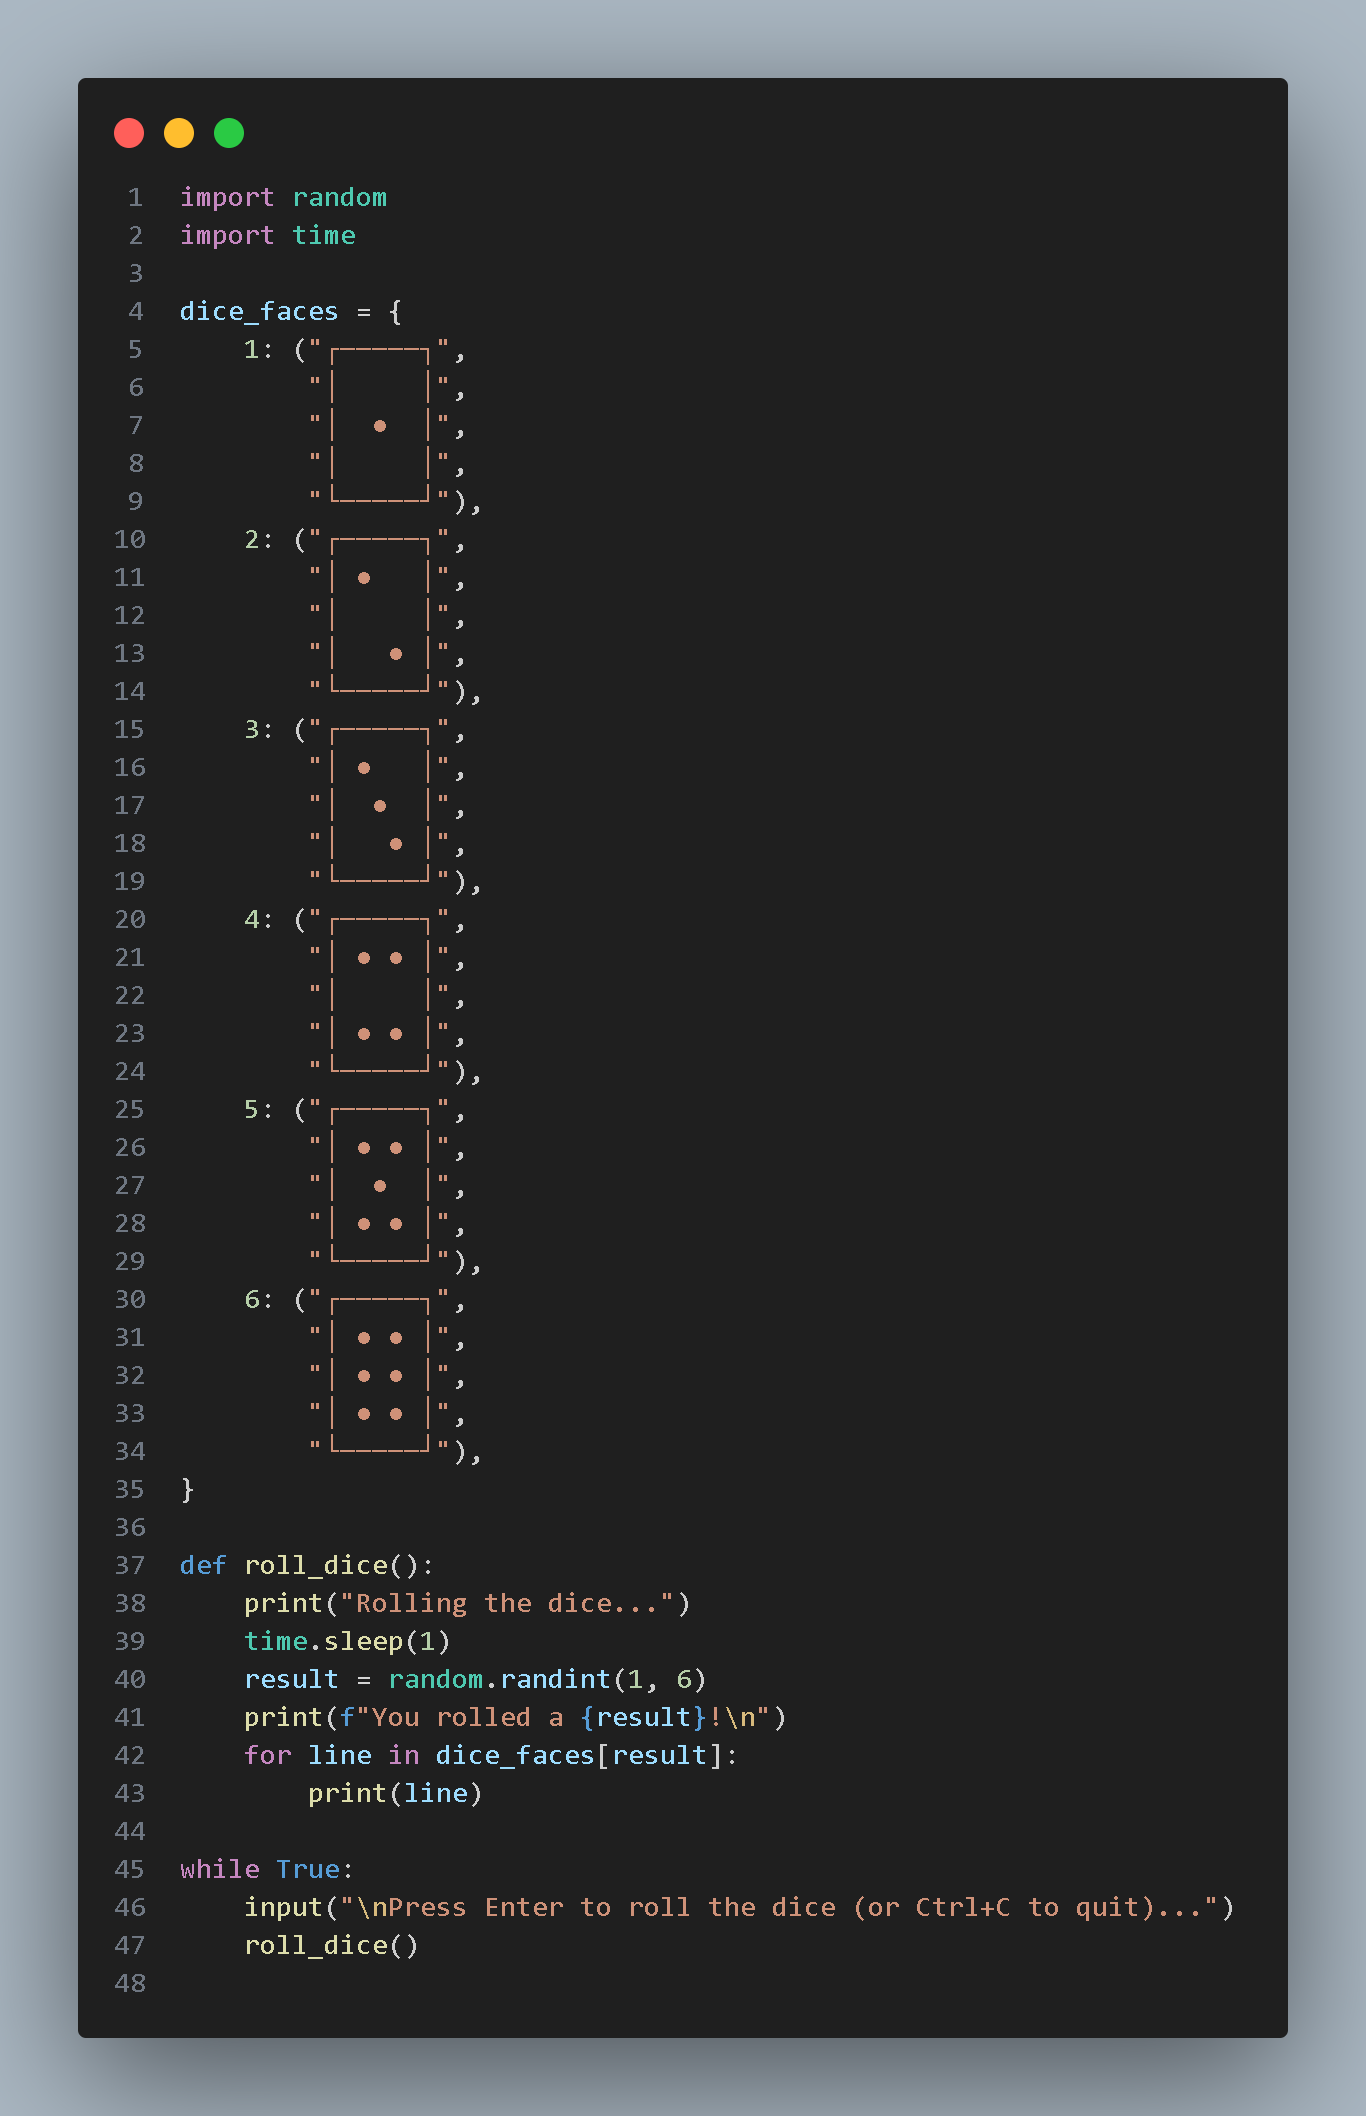 1 import random
2 import time
3
4 dice_faces = {
5     1: ("┌─────┐",
6         "│     │",
7         "│  ●  │",
8         "│     │",
9         "└─────┘"),
10     2: ("┌─────┐",
11         "│ ●   │",
12         "│     │",
13         "│   ● │",
14         "└─────┘"),
15     3: ("┌─────┐",
16         "│ ●   │",
17         "│  ●  │",
18         "│   ● │",
19         "└─────┘"),
20     4: ("┌─────┐",
21         "│ ● ● │",
22         "│     │",
23         "│ ● ● │",
24         "└─────┘"),
25     5: ("┌─────┐",
26         "│ ● ● │",
27         "│  ●  │",
28         "│ ● ● │",
29         "└─────┘"),
30     6: ("┌─────┐",
31         "│ ● ● │",
32         "│ ● ● │",
33         "│ ● ● │",
34         "└─────┘"),
35 }
36
37 def roll_dice():
38     print("Rolling the dice...")
39     time.sleep(1)
40     result = random.randint(1, 6)
41     print(f"You rolled a {result}!\n")
42     for line in dice_faces[result]:
43         print(line)
44
45 while True:
46     input("\nPress Enter to roll the dice (or Ctrl+C to quit)...")
47     roll_dice()
48